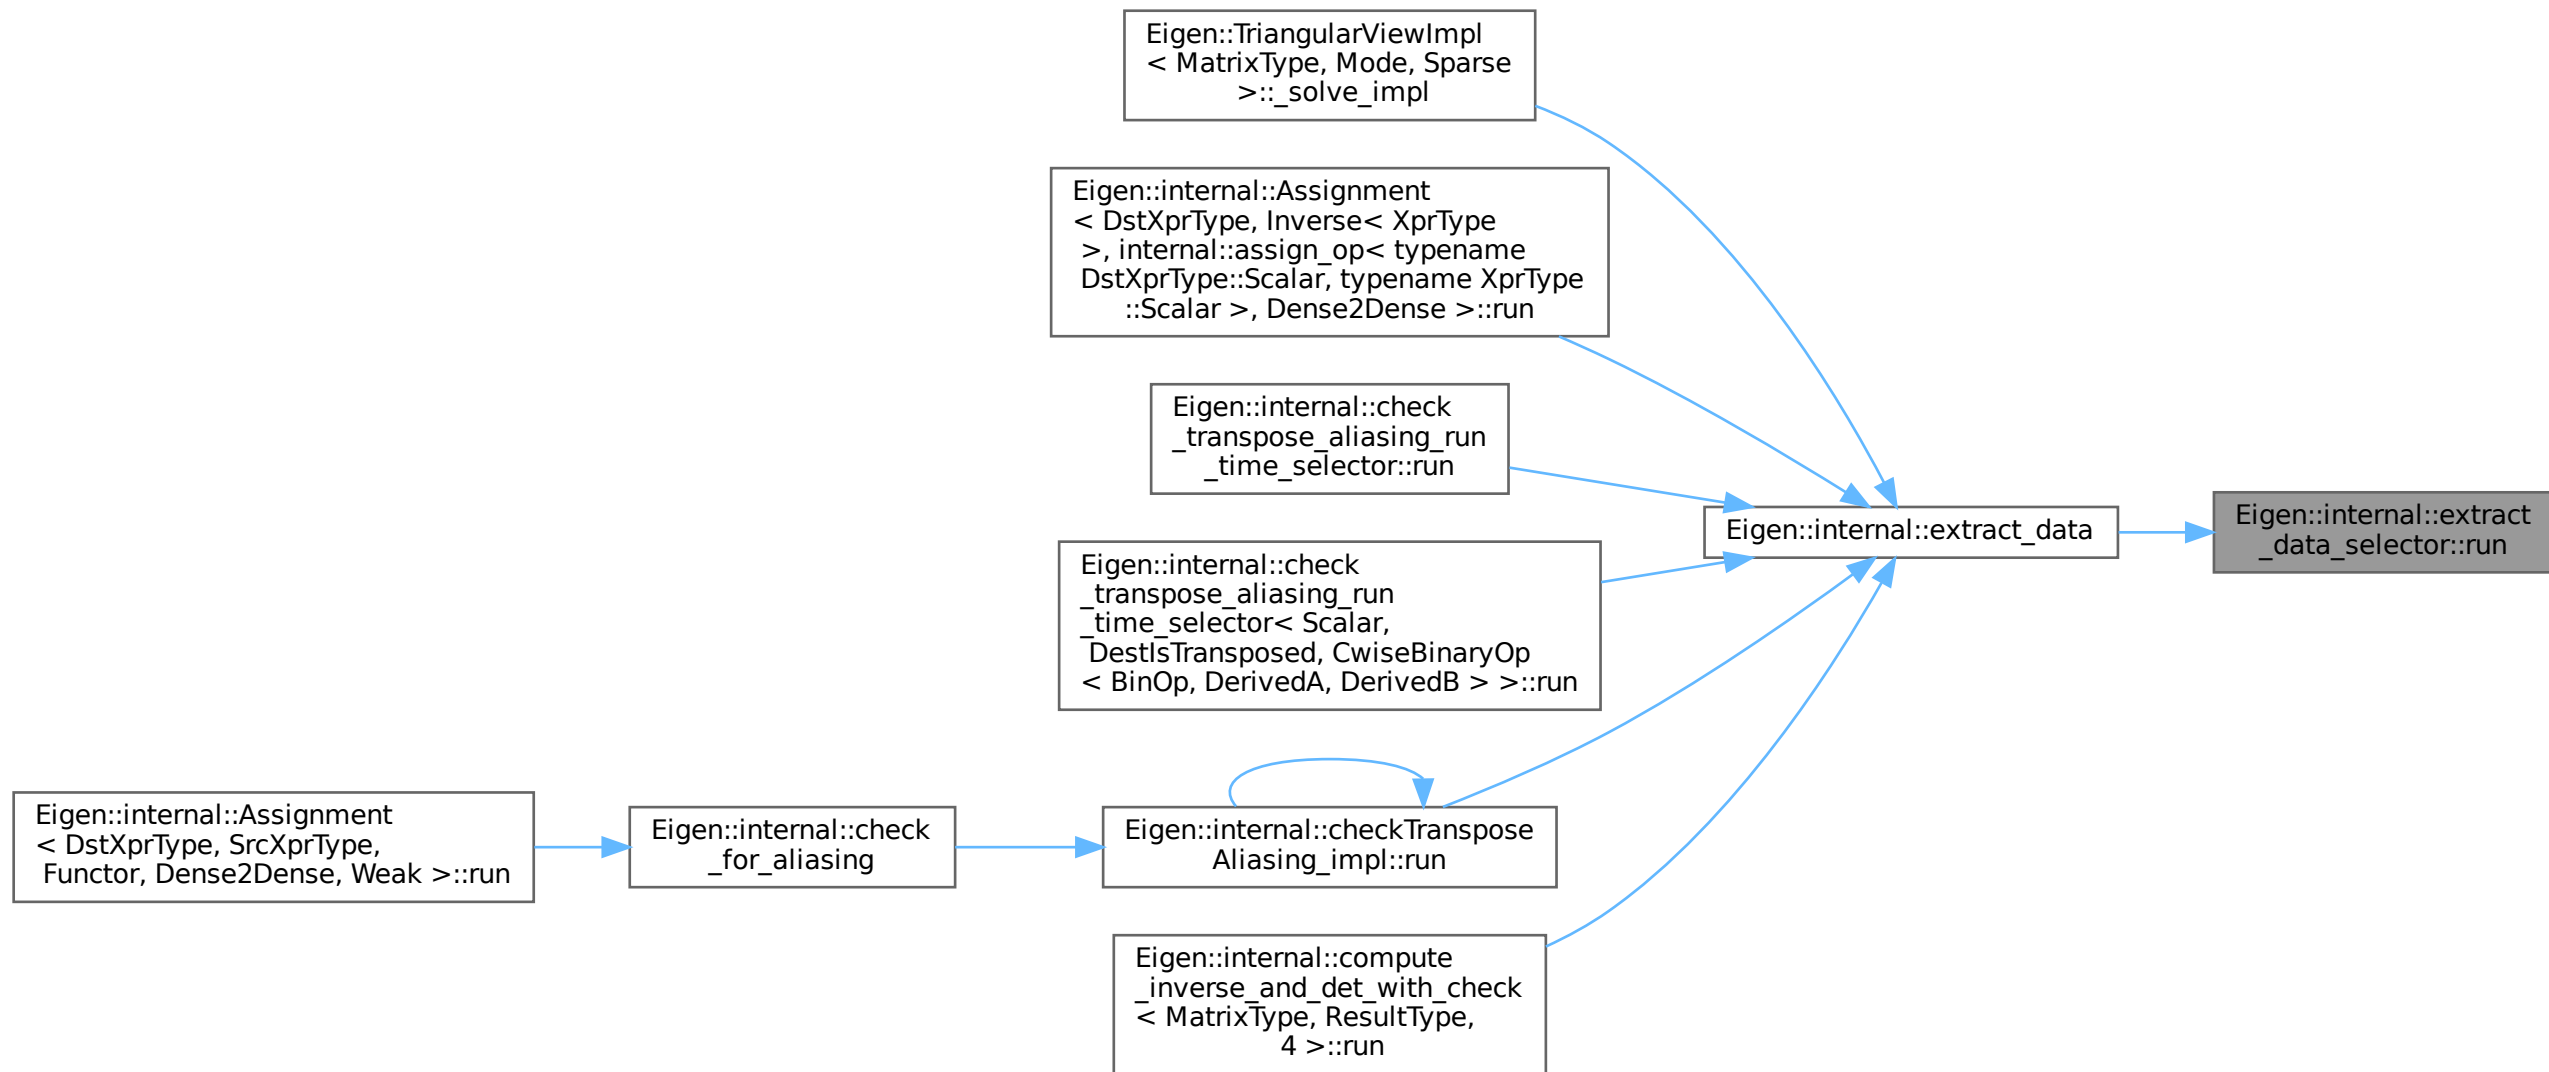 Eigen::TriangularViewImpl
< MatrixType, Mode, Sparse
>::_solve_impl
Eigen::internal::Assignment
< DstXprType, Inverse< XprType
>, internal::assign_op< typename
DstXprType::Scalar, typename XprType
::Scalar >, Dense2Dense >::run
Eigen::internal::check
_transpose_aliasing_run
_time_selector::run
Eigen::internal::extract_data
Eigen::internal::extract
_data_selector::run
Eigen::internal::check
_transpose_aliasing_run
_time_selector< Scalar,
DestIsTransposed, CwiseBinaryOp
< BinOp, DerivedA, DerivedB > >::run
Eigen::internal::Assignment
< DstXprType, SrcXprType,
Functor, Dense2Dense, Weak >::run
Eigen::internal::check
_for_aliasing
Eigen::internal::checkTranspose
Aliasing_impl::run
Eigen::internal::compute
_inverse_and_det_with_check
< MatrixType, ResultType,
4 >::run